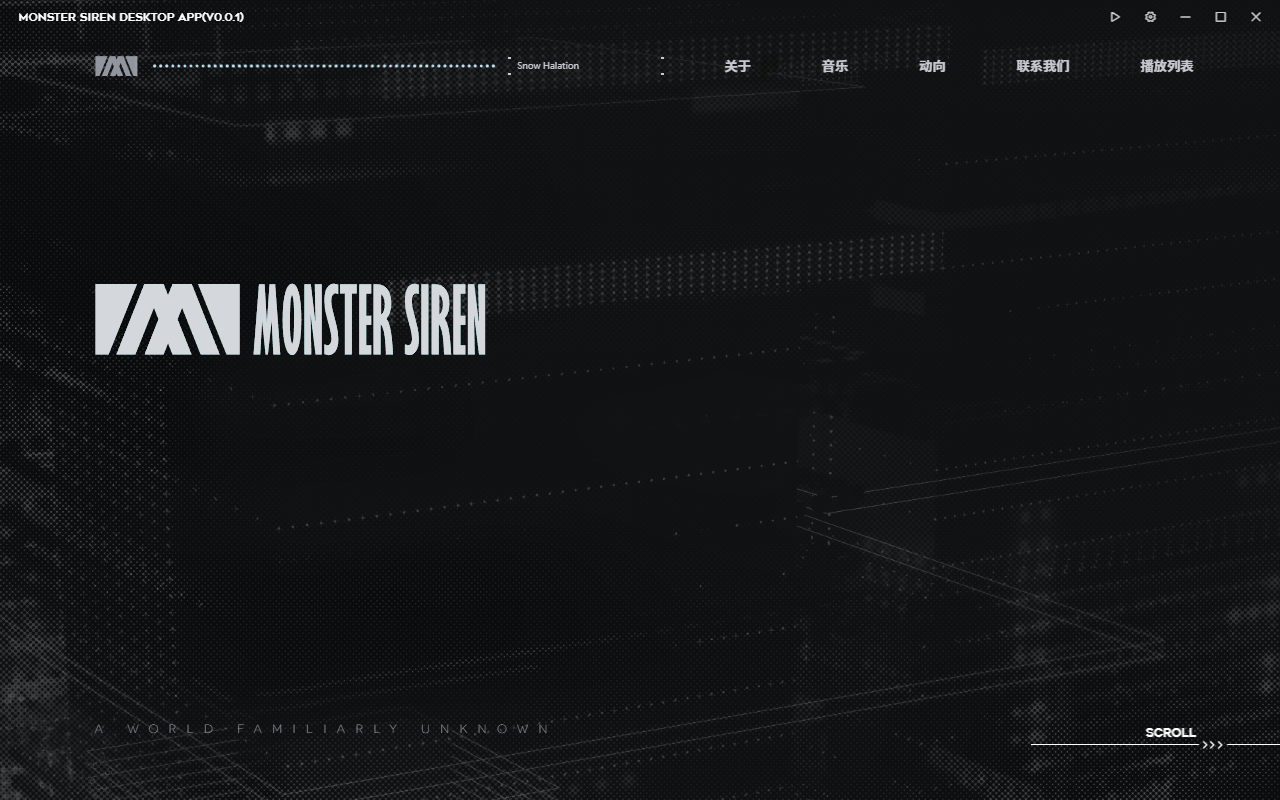 MONSTER SIREN DESKTOP APP(V0.0.1)
Snow Halation
关于
音乐
动向
联系我们
播放列表
MONSTER SIREN
A WORLD FAMILIARLY UNKNOWN
SCROLL